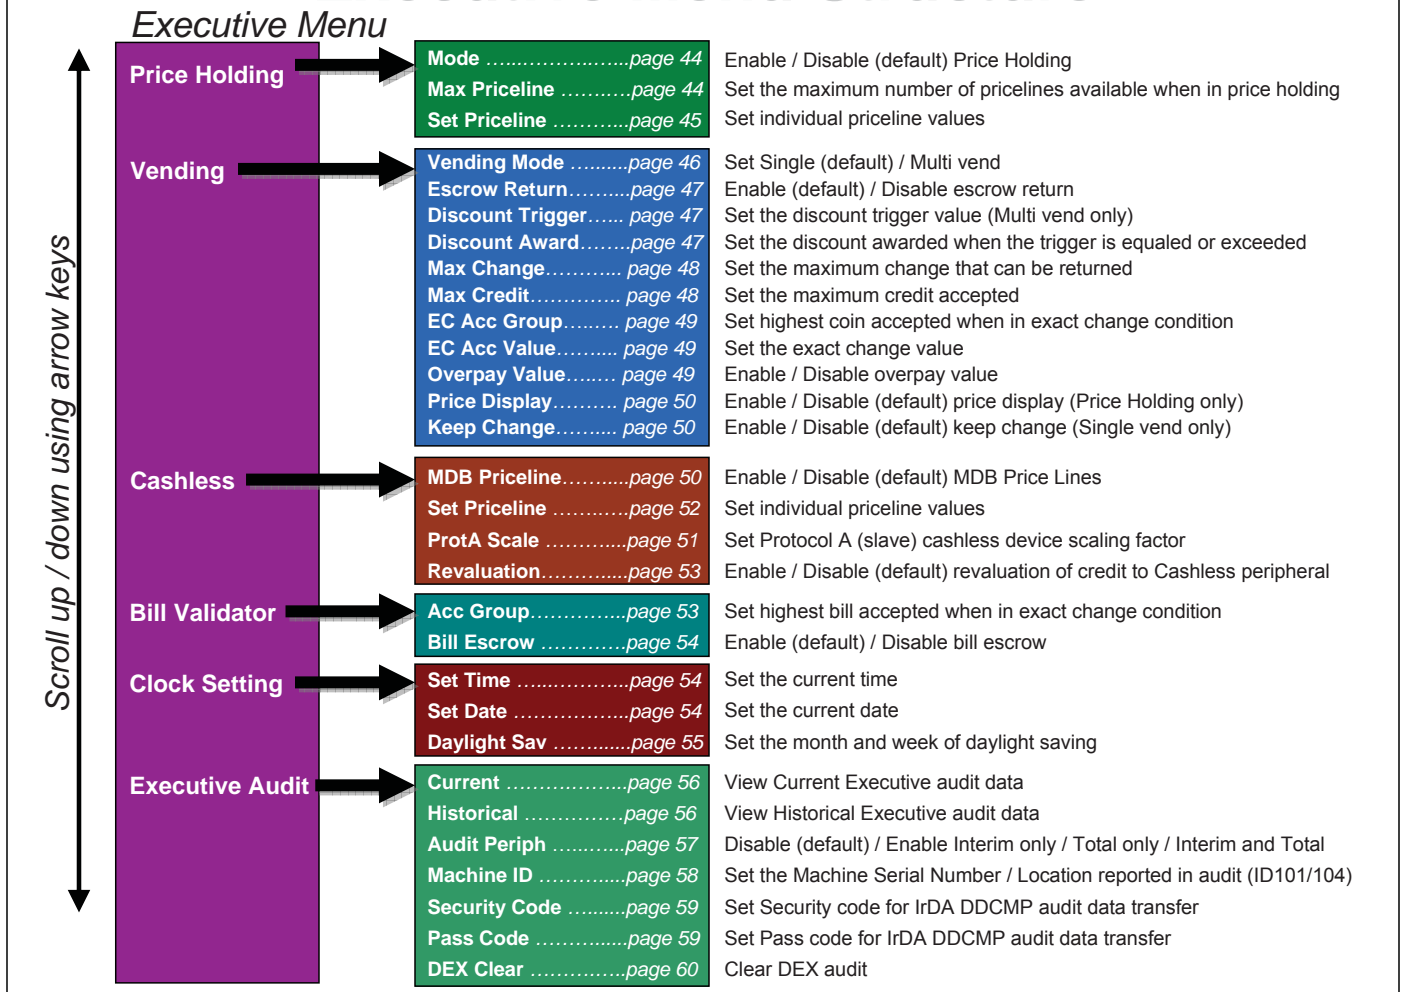 Executive Menu
Scroll up / down using arrow keys
Price Holding
Mode …...……….…...page 44 Enable / Disable (default) Price Holding
Max Priceline …….….page 44 Set the maximum number of pricelines available when in price holding
Set Priceline ………...page 45 Set individual priceline values
Vending
Vending Mode …......page 46 Set Single (default) / Multi vend
Escrow Return……....page 47 Enable (default) / Disable escrow return
Discount Trigger…... page 47 Set the discount trigger value (Multi vend only)
Discount Award……..page 47 Set the discount awarded when the trigger is equaled or exceeded
Max Change………... page 48 Set the maximum change that can be returned
Max Credit………….. page 48 Set the maximum credit accepted
EC Acc Group…..…. page 49 Set highest coin accepted when in exact change condition
EC Acc Value…….... page 49 Set the exact change value
Overpay Value…..… page 49 Enable / Disable overpay value
Price Display………. page 50 Enable / Disable (default) price display (Price Holding only)
Keep Change…….... page 50 Enable / Disable (default) keep change (Single vend only)
Cashless
MDB Priceline…….....page 50 Enable / Disable (default) MDB Price Lines
Set Priceline …….…..page 52 Set individual priceline values
ProtA Scale …….…...page 51 Set Protocol A (slave) cashless device scaling factor
Revaluation……….....page 53 Enable / Disable (default) revaluation of credit to Cashless peripheral
Bill Validator
Acc Group…………...page 53 Set highest bill accepted when in exact change condition
Bill Escrow ………….page 54 Enable (default) / Disable bill escrow
Clock Setting
Set Time …...………...page 54 Set the current time
Set Date ……………...page 54 Set the current date
Daylight Sav ……......page 55 Set the month and week of daylight saving
Executive Audit
Current ……….……...page 56 View Current Executive audit data
Historical ……………page 56 View Historical Executive audit data
Audit Periph …...…...page 57 Disable (default) / Enable Interim only / Total only / Interim and Total
Machine ID …….…...page 58 Set the Machine Serial Number / Location reported in audit (ID101/104)
Security Code …......page 59 Set Security code for IrDA DDCMP audit data transfer
Pass Code ……….....page 59 Set Pass code for IrDA DDCMP audit data transfer
DEX Clear ……….….page 60 Clear DEX audit